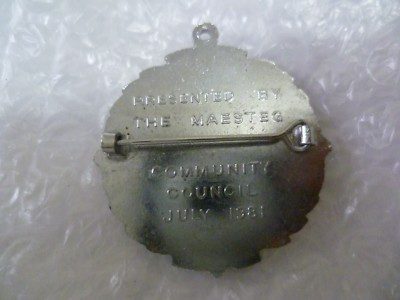 PRESENTED BY
THE MAESTEG
COMMUNITY
COUNCIL
JULY 1981